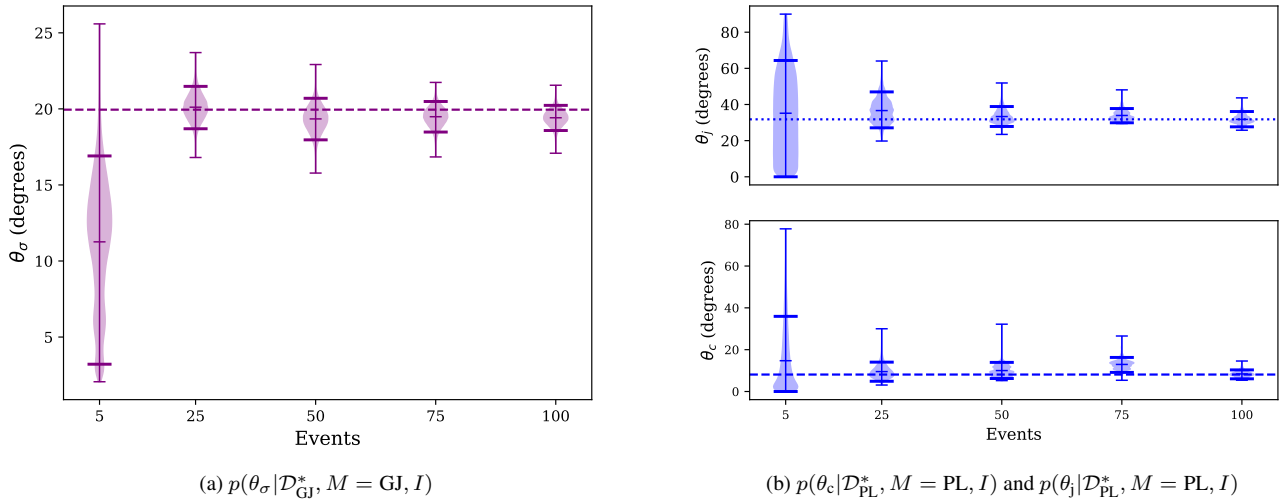 25
20
15
10
5
θσ (degrees)
5 25 50 75 100
Events
80
60
40
20
0
θj (degrees)
80
60
40
20
0
θc (degrees)
5 25 50 75 100
Events
(a) p(θσ|D*GJ, M = GJ, I)
(b) p(θc|D*PL, M = PL, I) and p(θj|D*PL, M = PL, I)